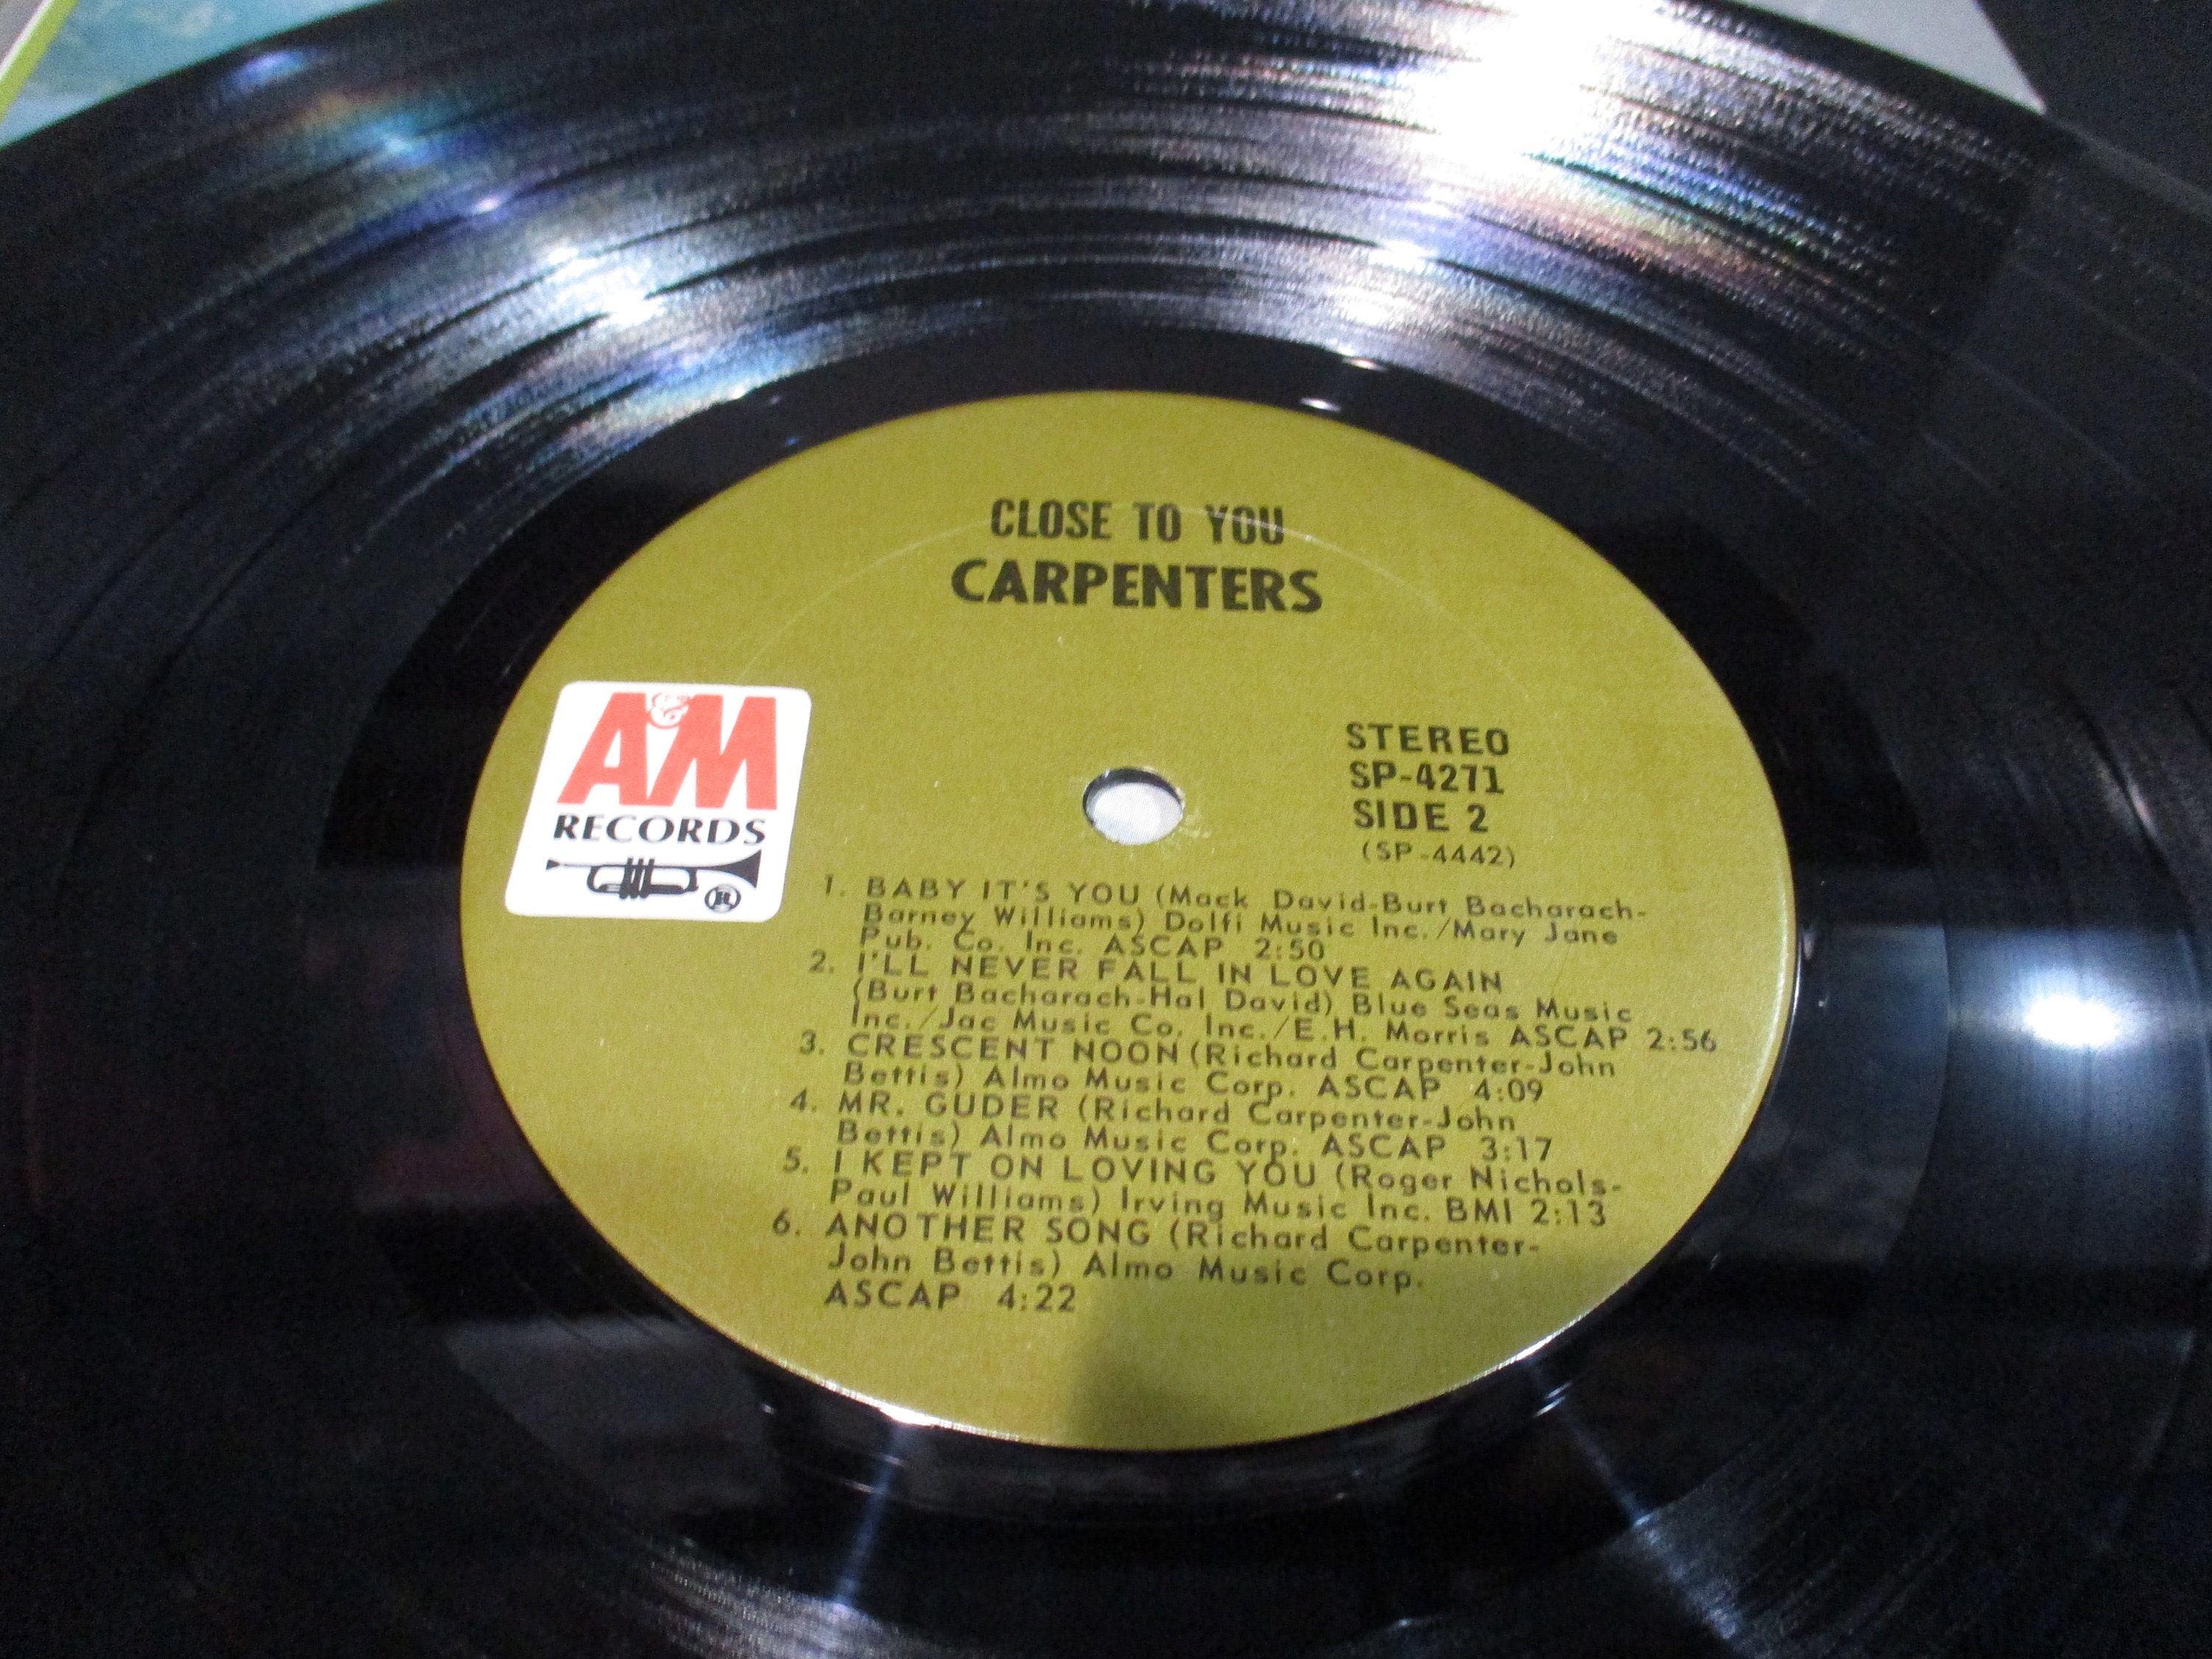 CLOSE TO YOU
CARPENTERS
A&M
RECORDS
®
STEREO
SP-4271
SIDE 2
(SP-4442)
1. BABY IT'S YOU (Mack David-Burt Bacharach-
Barney Williams) Dolfi Music Inc./Mary Jane
Pub. Co. Inc. ASCAP 2:50
2. I'LL NEVER FALL IN LOVE AGAIN
(Burt Bacharach-Hal David) Blue Seas Music
Inc./Jac Music Co. Inc./E.H. Morris ASCAP 2:56
3. CRESCENT NOON (Richard Carpenter-John
Bettis) Almo Music Corp. ASCAP 4:09
4. MR. GUDER (Richard Carpenter-John
Bettis) Almo Music Corp. ASCAP 3:17
5. I KEPT ON LOVING YOU (Roger Nichols-
Paul Williams) Irving Music Inc. BMI 2:13
6. ANOTHER SONG (Richard Carpenter-
John Bettis) Almo Music Corp.
ASCAP 4:22